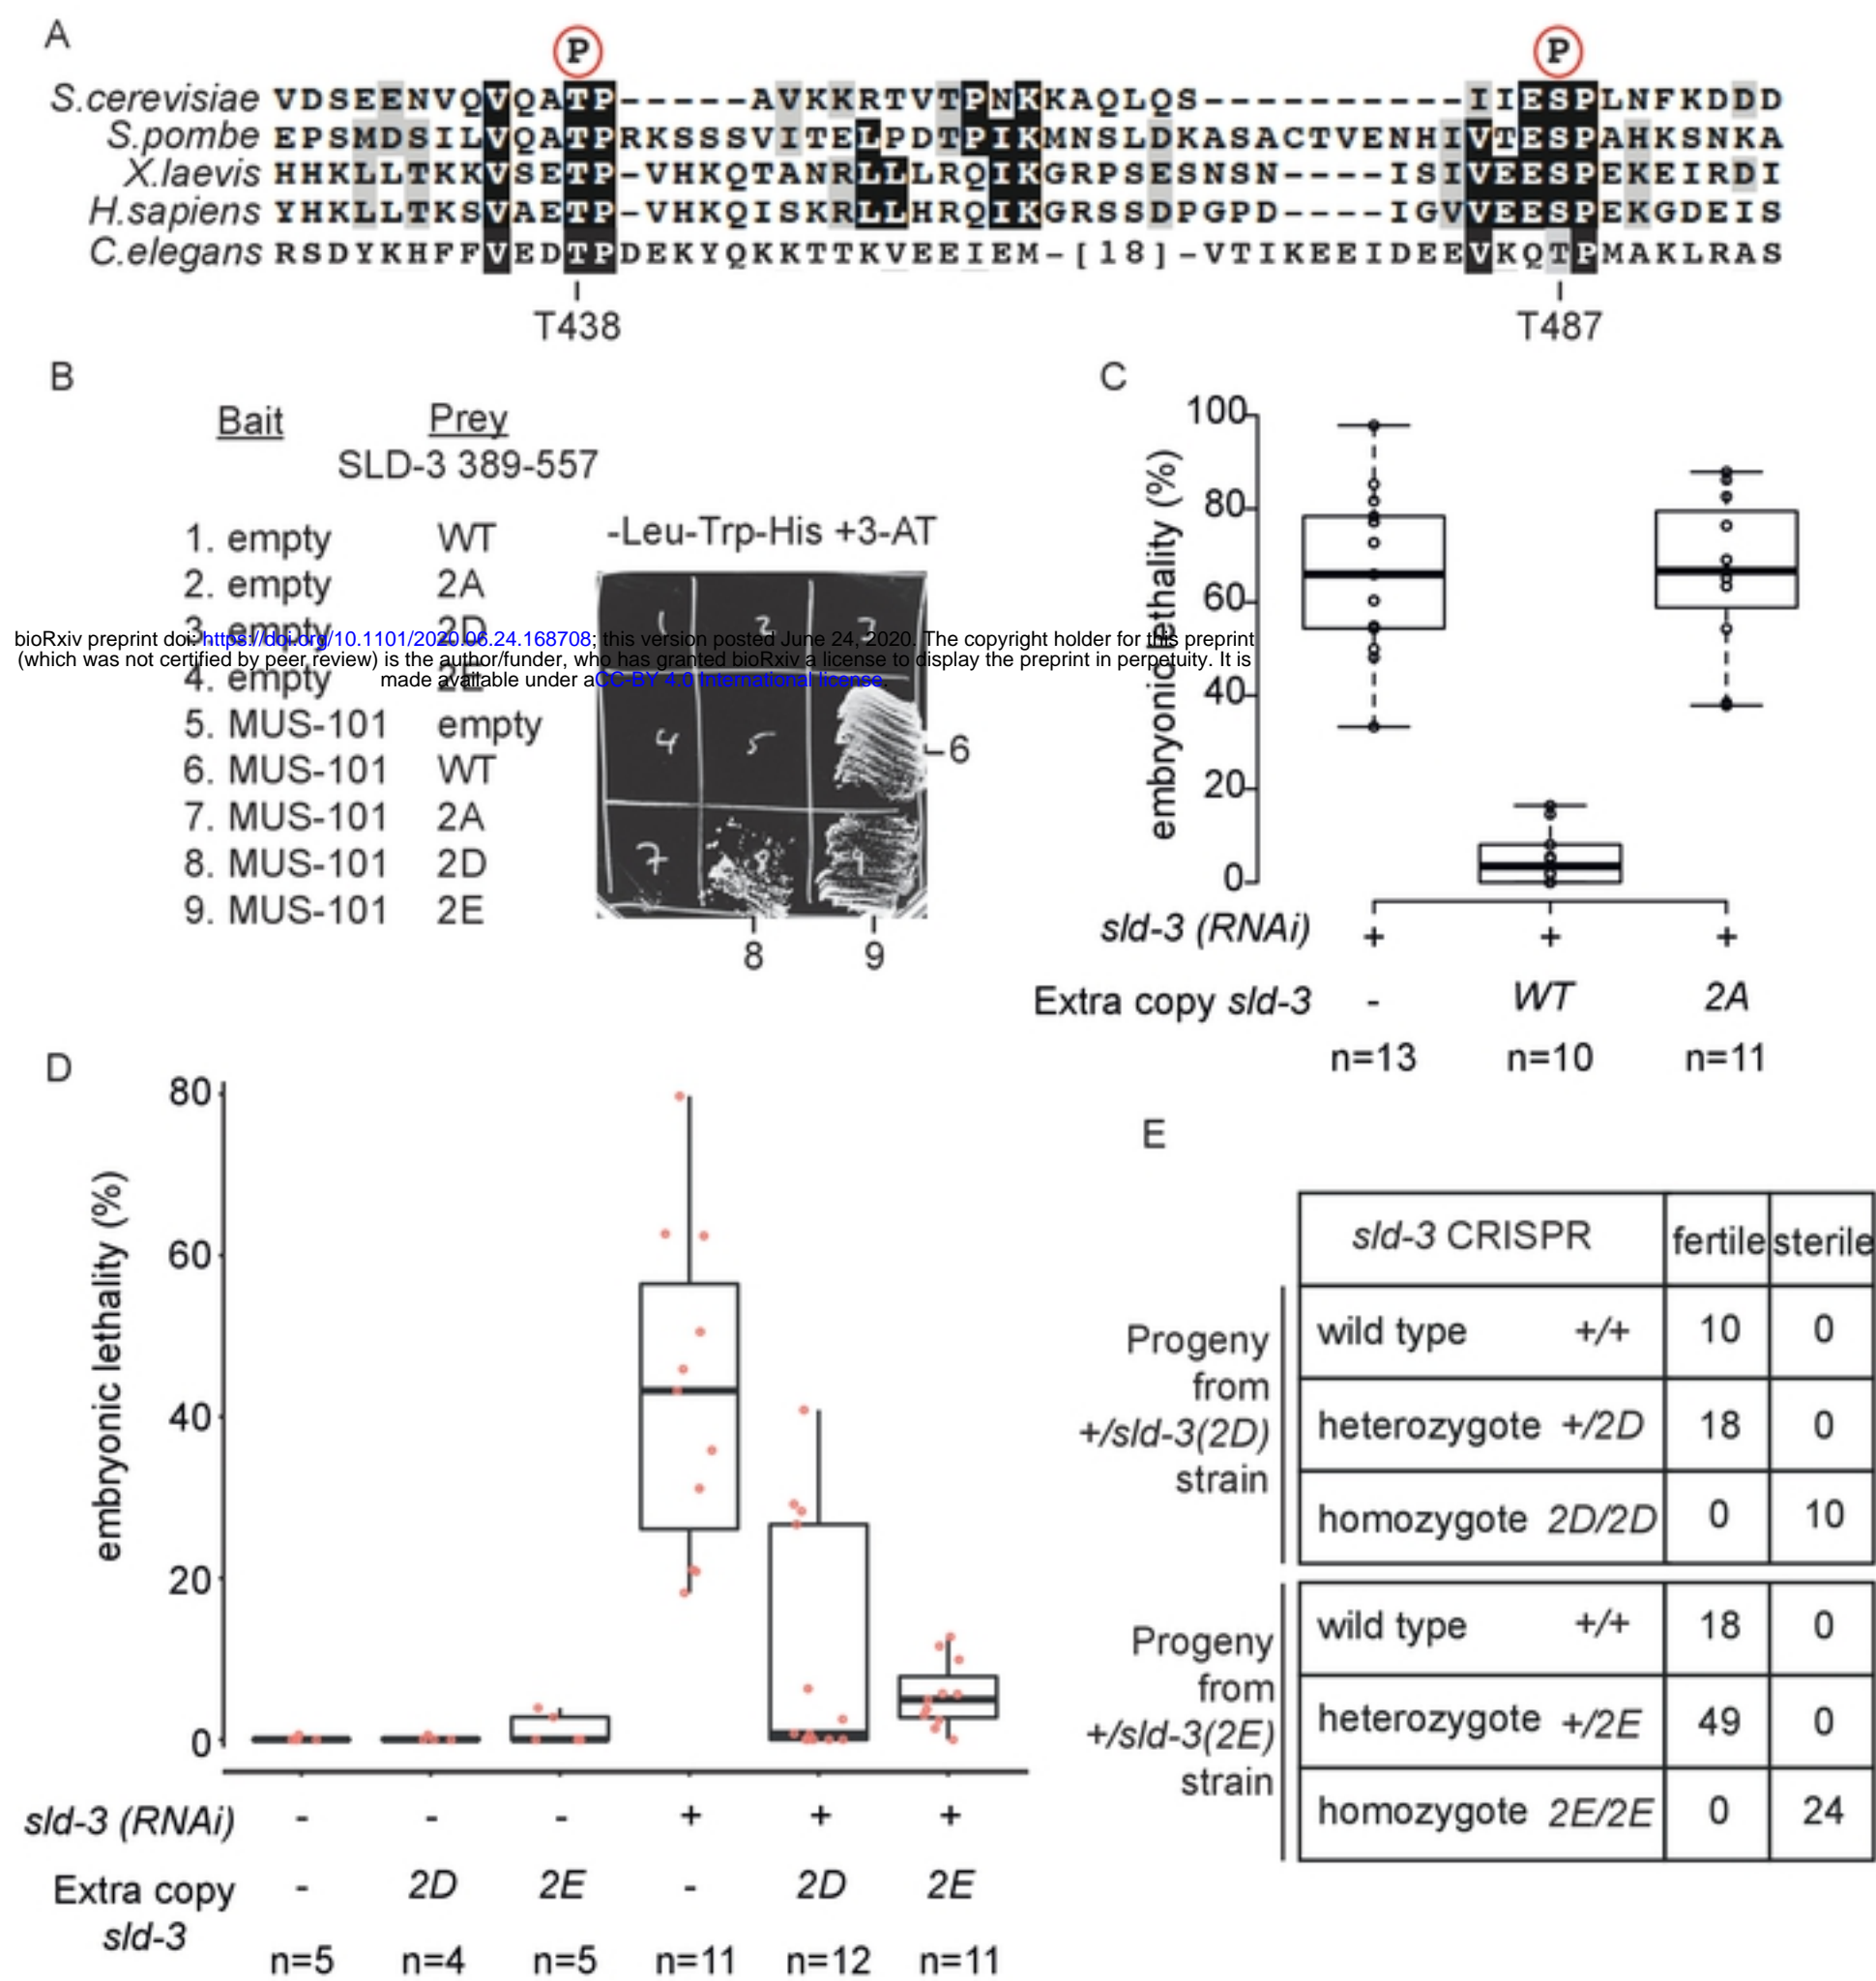 A
P P
S.cerevisiae VDSEENVQVQATP-----AVKKRTVTPNKKAQLQS----------IIESPLNFKDDD
S.pombe EPSMDSILVQATPRKSSSVITELPDTPIKMNSLDKASACTVENHIVTESPAHKSNKA
X.laevis HHKLLTKKVSETP-VHKQTANRLLLRQIKGRPSESNSN----ISIVEESPEKEIRDI
H.sapiens YHKLLTKSVAETP-VHKQISKRLLHRQIKGRSSDPGPD----IGVVEESPEKGDEIS
C.elegans RSDYKHFFVEDTPDEKYQKKTTKVEEIEM-[18]-VTIKEEIDEEVKQTPMAKLRAS
T438 T487
B
Bait Prey
SLD-3 389-557
1. empty WT
2. empty 2A
3. empty 2D
4. empty 2E
5. MUS-101 empty
6. MUS-101 WT
7. MUS-101 2A
8. MUS-101 2D
9. MUS-101 2E
-Leu-Trp-His +3-AT
1 2 3
4 5 6
7 8 9
8 9
bioRxiv preprint doi: https://doi.org/10.1101/2020.06.24.168708; this version posted June 24, 2020. The copyright holder for this preprint
(which was not certified by peer review) is the author/funder, who has granted bioRxiv a license to display the preprint in perpetuity. It is
made available under aCC-BY 4.0 International license.
C
embryonic lethality (%)
100
80
60
40
20
0
sld-3 (RNAi) + + +
Extra copy sld-3 - WT 2A
n=13 n=10 n=11
D
embryonic lethality (%)
80
60
40
20
0
sld-3 (RNAi) - - - + + +
Extra copy - 2D 2E - 2D 2E
sld-3
n=5 n=4 n=5 n=11 n=12 n=11
E
sld-3 CRISPR fertile sterile
Progeny
from
+/sld-3(2D)
strain
wild type +/+ 10 0
heterozygote +/2D 18 0
homozygote 2D/2D 0 10
Progeny
from
+/sld-3(2E)
strain
wild type +/+ 18 0
heterozygote +/2E 49 0
homozygote 2E/2E 0 24